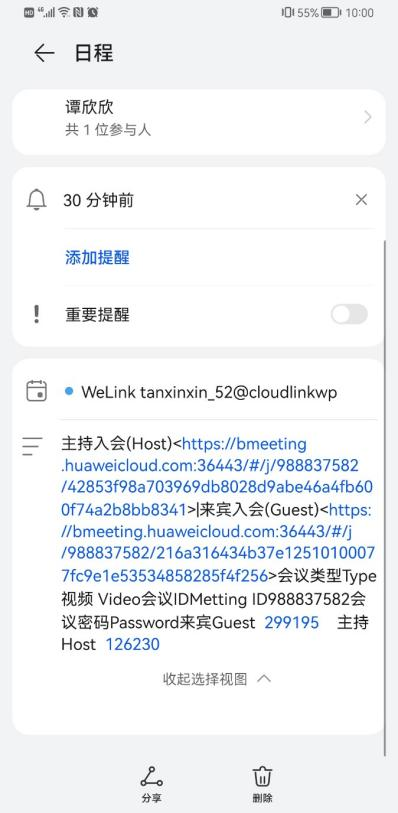 HD 55% 10:00
日程
谭欣欣
共 1 位参与人
30 分钟前
添加提醒
重要提醒
WeLink tanxinxin_52@cloudlinkwp
主持入会(Host)<https://bmeeting
.huaweicloud.com:36443/#/j/988837582
/42853f98a703969db8028d9abe46a4fb60
0f74a2b8bb8341>|来宾入会(Guest)<https:
//bmeeting.huaweicloud.com:36443/#/j
/988837582/216a316434b37e1251010007
7fc9e1e53534858285f4f256>会议类型Type
视频 Video会议IDMetting ID988837582会
议密码Password来宾Guest 299195 主持
Host 126230
收起选择视图
分享
删除